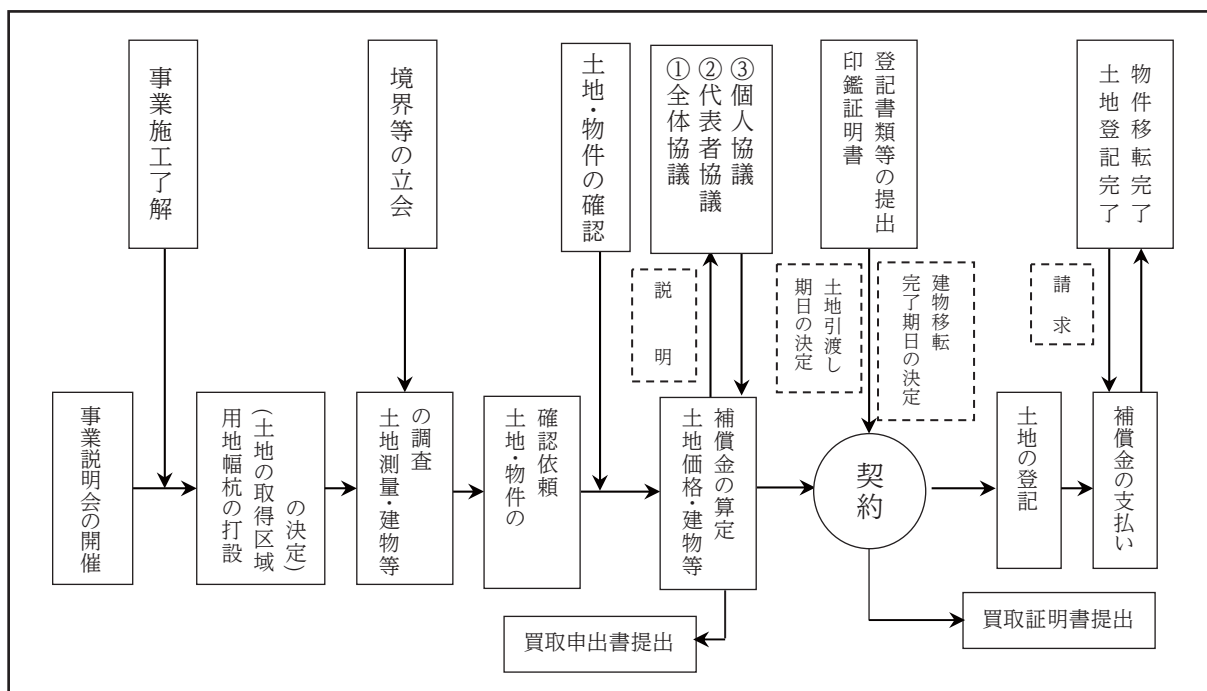 事業施工了解
境界等の立会
土地・物件の確認
①全体協議
②代表者協議
③個人協議
登記書類等の提出
印鑑証明書
物件移転完了
土地登記完了
説明
土地引渡し
期日の決定
建物移転
完了期日の決定
請求
事業説明会の開催
用地幅杭の打設
(土地の取得区域
の決定)
土地測量・建物等
の調査
土地・物件の
確認依頼
土地価格・建物等
補償金の算定
契約
土地の登記
補償金の支払い
買取申出書提出
買取証明書提出